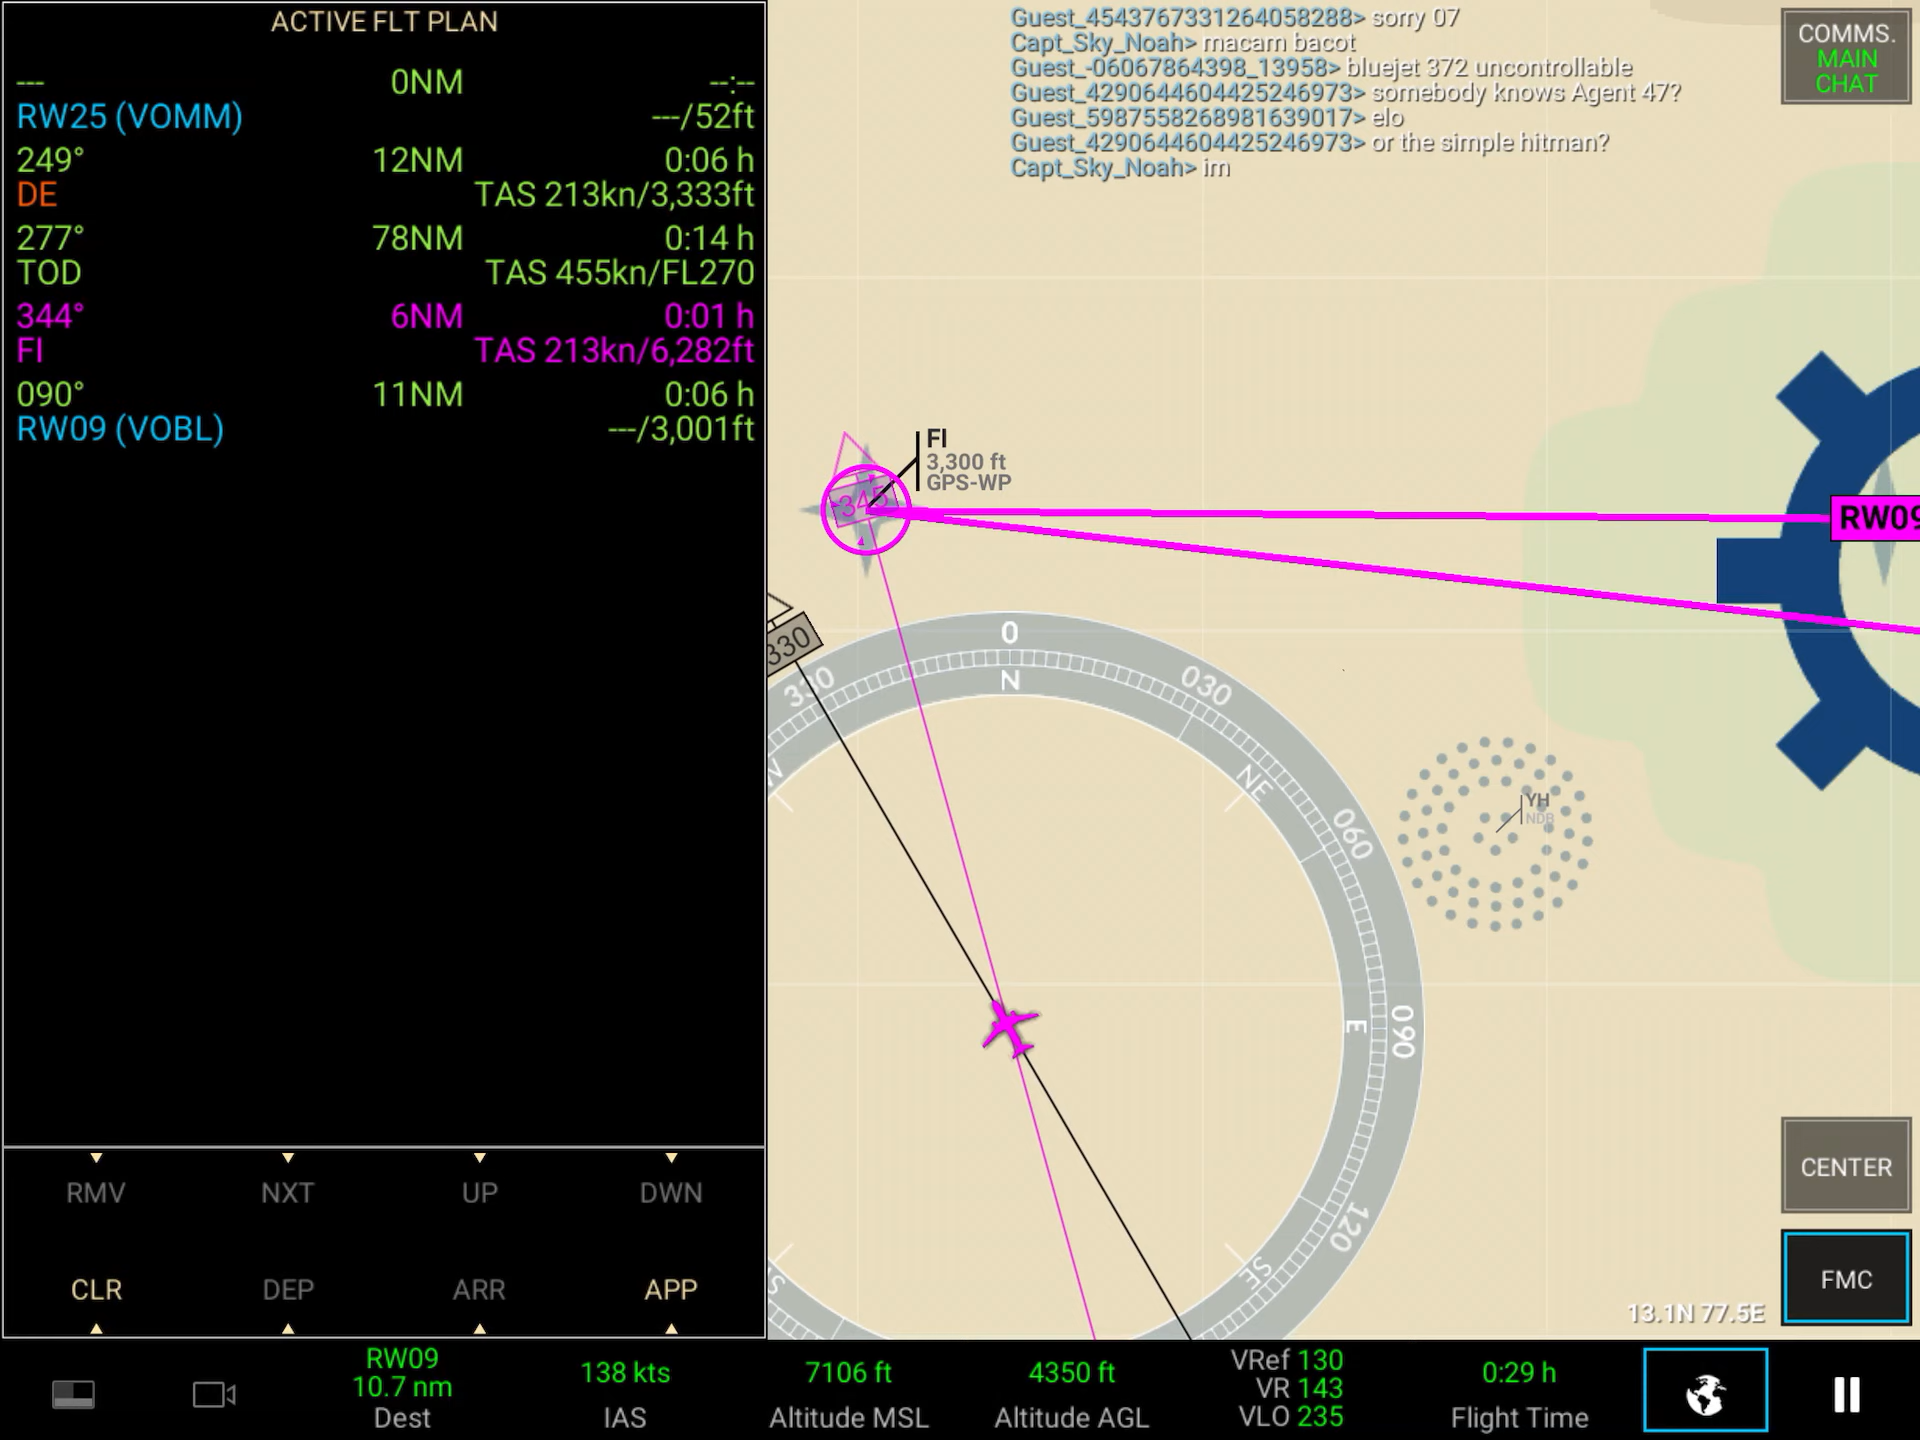 ACTIVE FLT PLAN
--- 0NM --:--
RW25 (VOMM) ---/52ft
249° 12NM 0:06 h
DE TAS 213kn/3,333ft
277° 78NM 0:14 h
TOD TAS 455kn/FL270
344° 6NM 0:01 h
FI TAS 213kn/6,282ft
090° 11NM 0:06 h
RW09 (VOBL) ---/3,001ft
RMV NXT UP DWN
CLR DEP ARR APP
Guest_4543767331264058288> sorry 07
Capt_Sky_Noah> macam bacot
Guest_-06067864398_13958> bluejet 372 uncontrollable
Guest_4290644604425246973> somebody knows Agent 47?
Guest_5987558268981639017> elo
Guest_4290644604425246973> or the simple hitman?
Capt_Sky_Noah> im
COMMS.
MAIN
CHAT
FI
3,300 ft
GPS-WP
345
RW09
330
0
N
330
030
NE
060
E
090
120
SE
YH
NDB
CENTER
FMC
13.1N 77.5E
RW09
10.7 nm
Dest
138 kts
IAS
7106 ft
Altitude MSL
4350 ft
Altitude AGL
VRef 130
VR 143
VLO 235
0:29 h
Flight Time